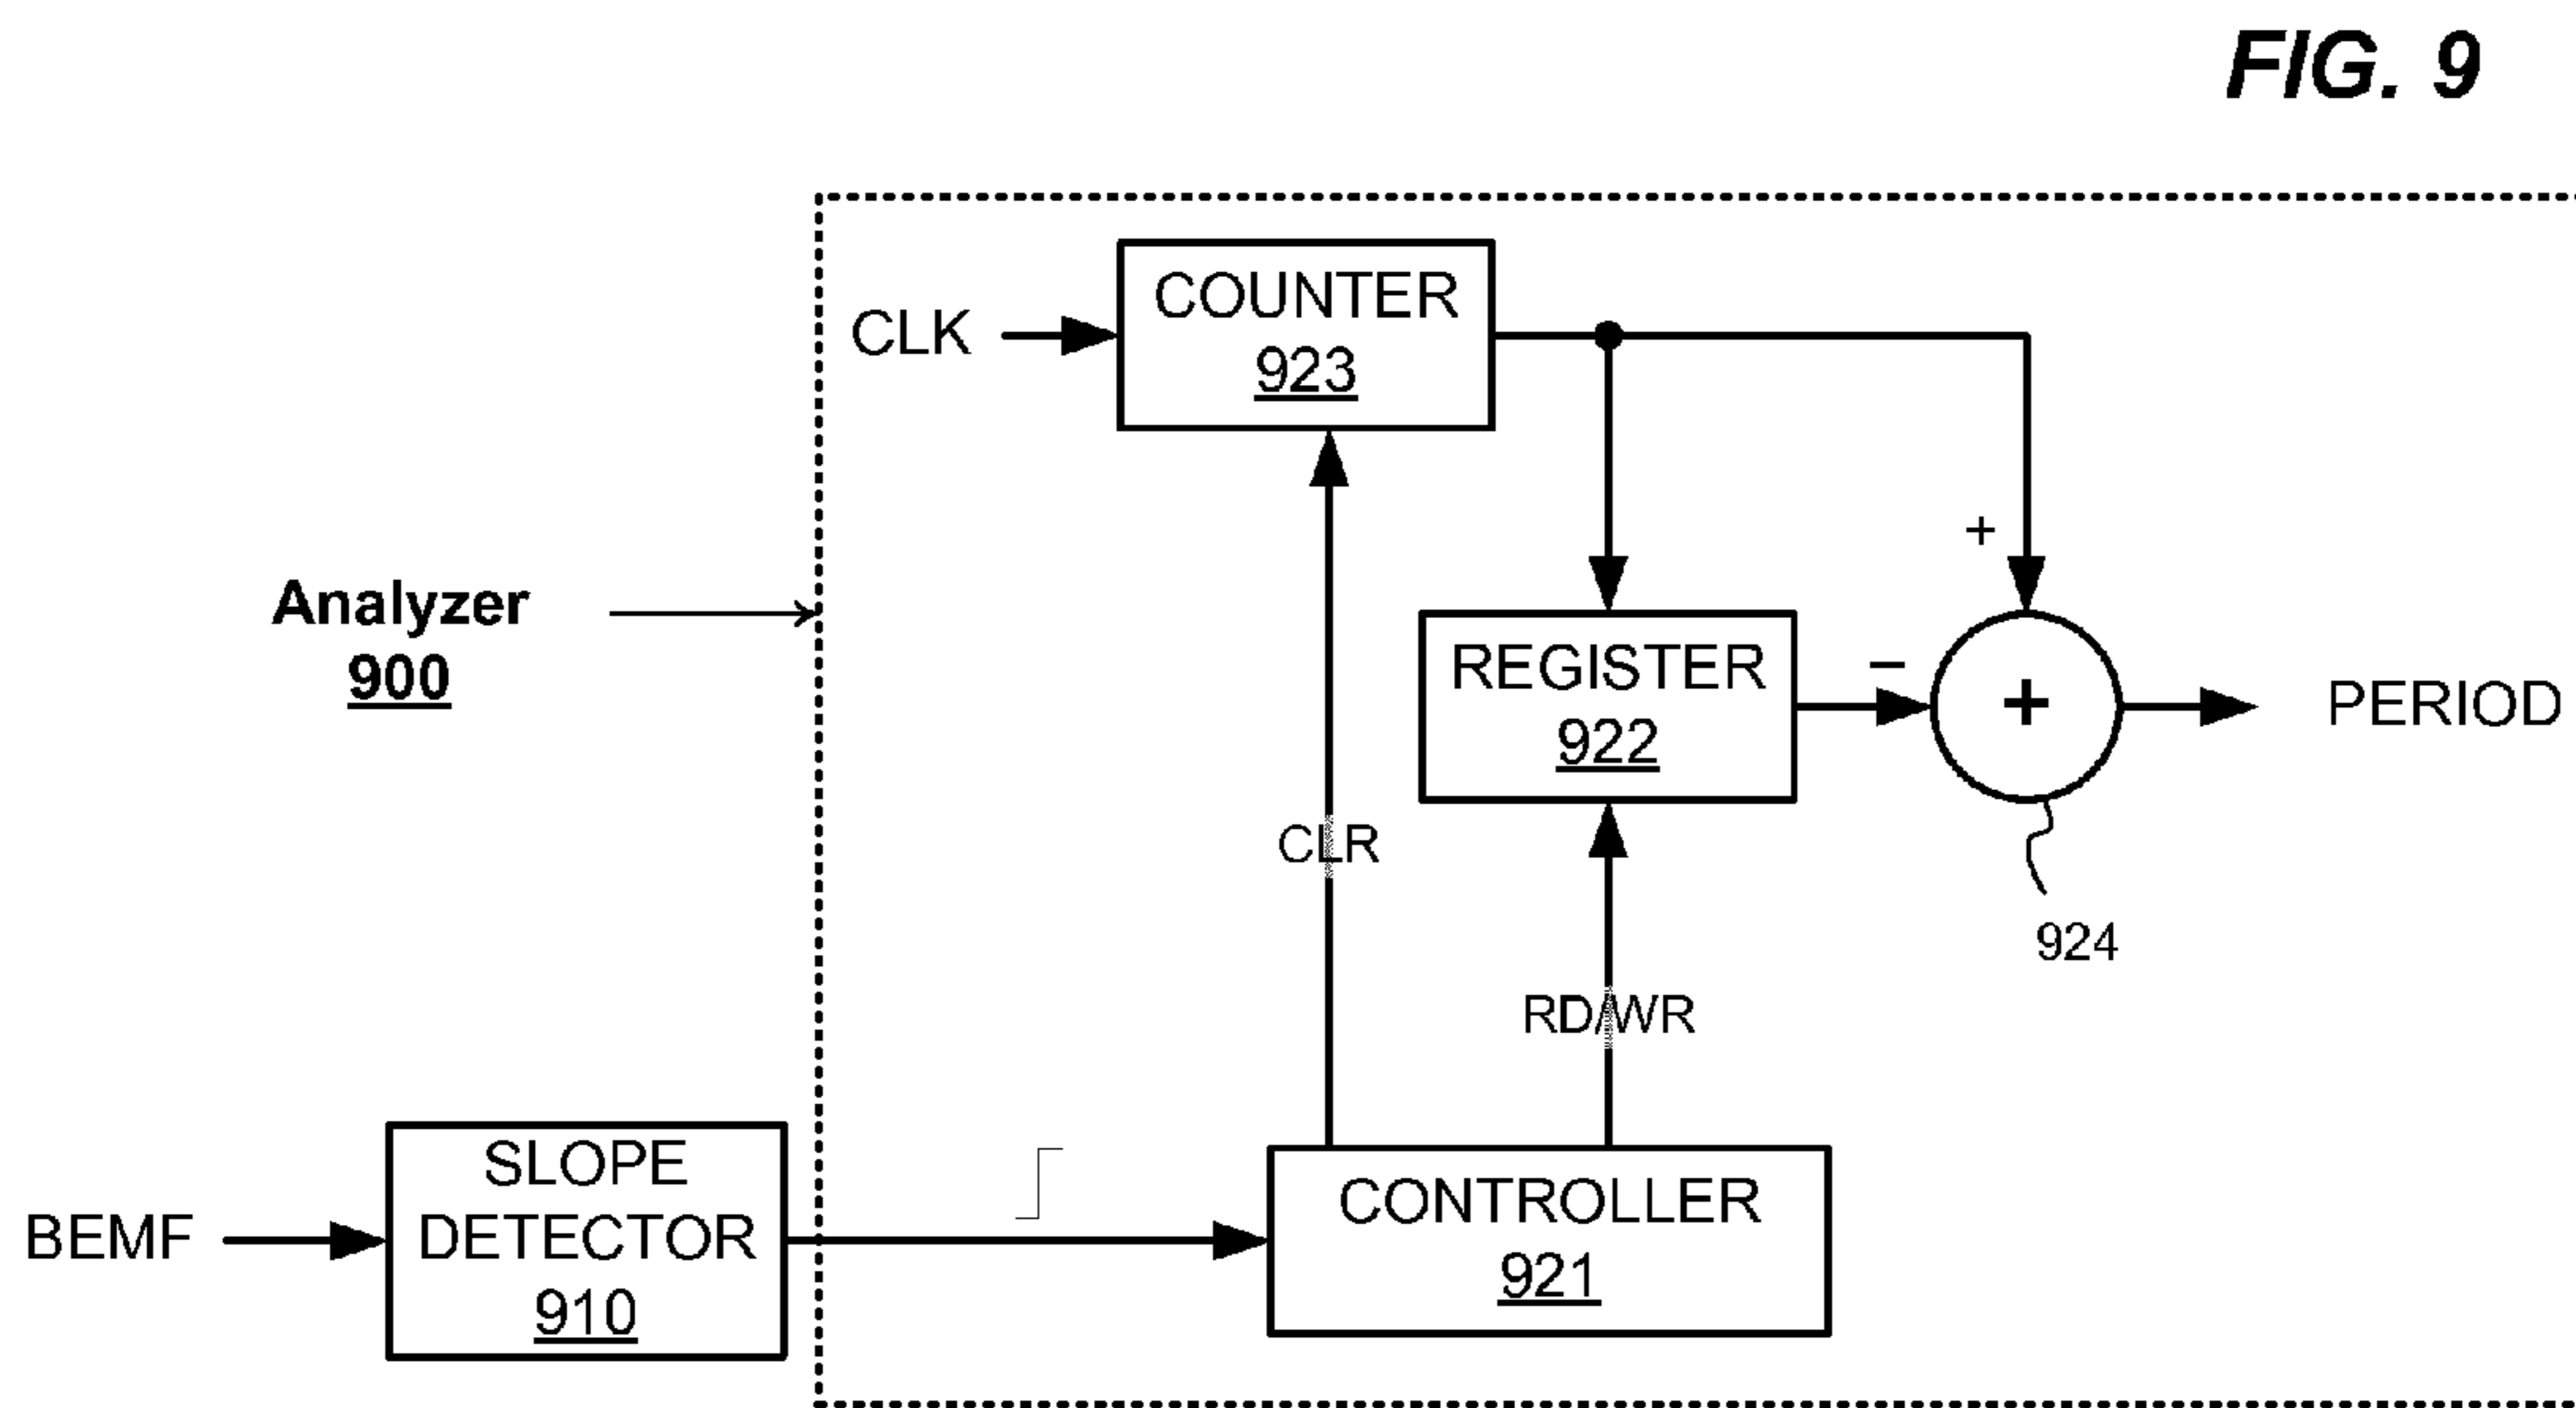 FIG. 9
COUNTER
923
CLK
+
Analyzer
900
REGISTER
922
−
+
PERIOD
CLR
924
RD/WR
SLOPE
DETECTOR
910
BEMF
CONTROLLER
921